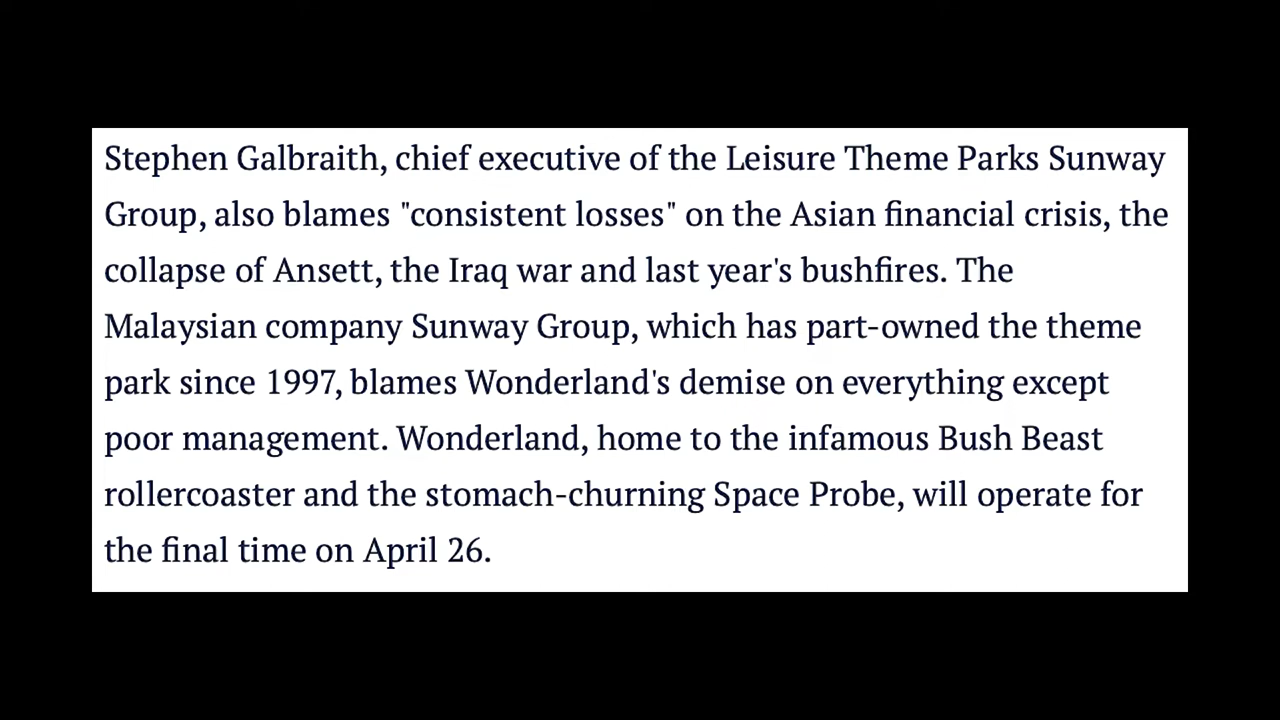 Stephen Galbraith, chief executive of the Leisure Theme Parks Sunway
Group, also blames "consistent losses" on the Asian financial crisis, the
collapse of Ansett, the Iraq war and last year's bushfires. The
Malaysian company Sunway Group, which has part-owned the theme
park since 1997, blames Wonderland's demise on everything except
poor management. Wonderland, home to the infamous Bush Beast
rollercoaster and the stomach-churning Space Probe, will operate for
the final time on April 26.